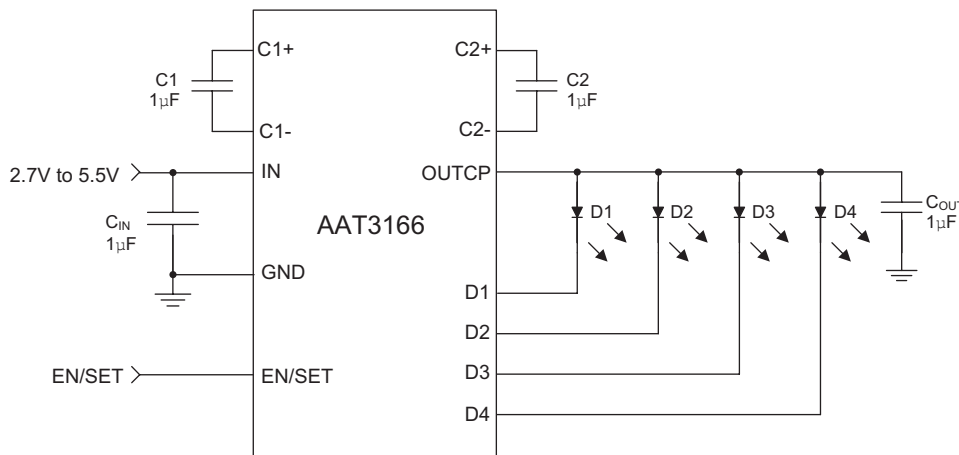 C1+
C2+
C1
1μF
C2
1μF
C1-
C2-
2.7V to 5.5V
IN
OUTCP
CIN
1μF
AAT3166
D1
D2
D3
D4
COUT
1μF
GND
D1
D2
EN/SET
EN/SET
D3
D4